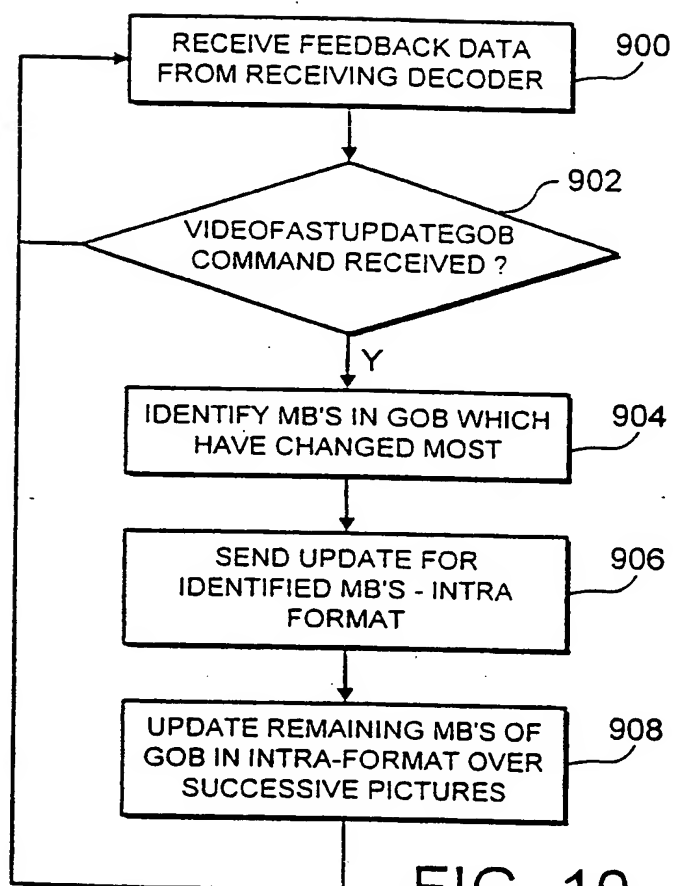 RECEIVE FEEDBACK DATA
FROM RECEIVING DECODER
900
902
VIDEOFASTUPDATEGOB
COMMAND RECEIVED ?
Y
IDENTIFY MB'S IN GOB WHICH
HAVE CHANGED MOST
904
SEND UPDATE FOR
IDENTIFIED MB'S - INTRA
FORMAT
906
UPDATE REMAINING MB'S OF
GOB IN INTRA-FORMAT OVER
SUCCESSIVE PICTURES
908
FIG. 10